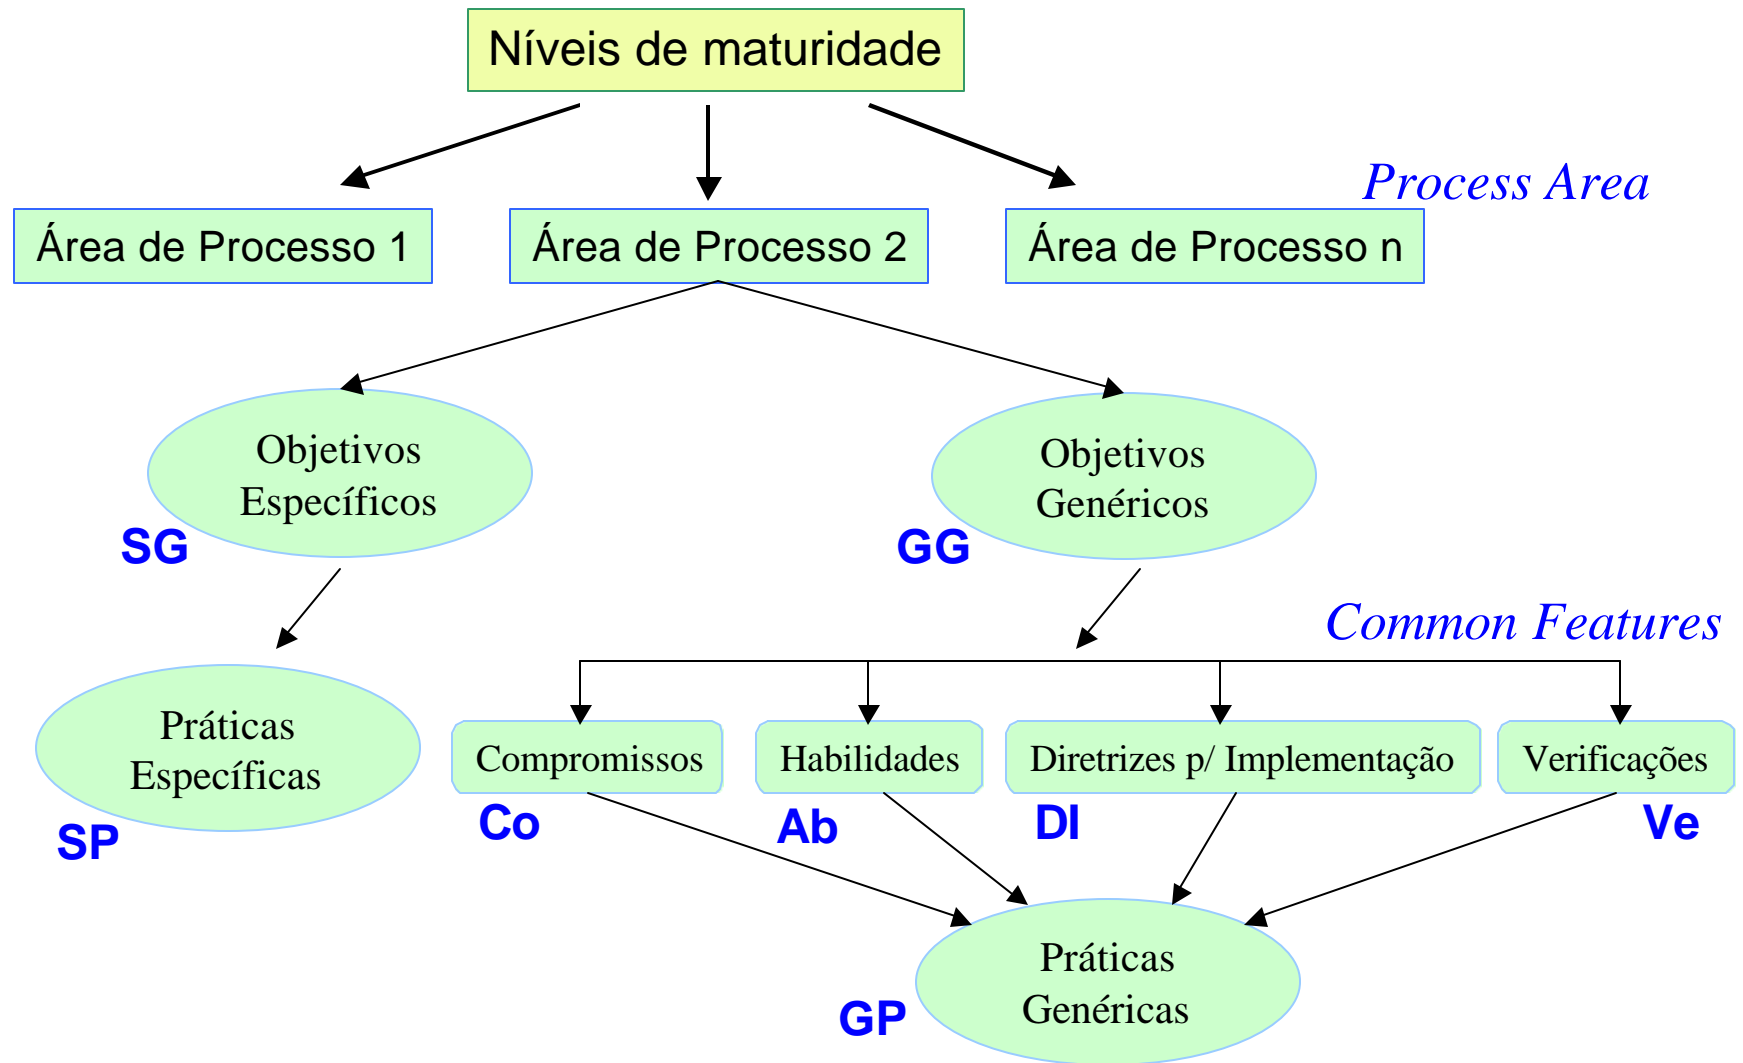 Níveis de maturidade
Process Area
Área de Processo 1
Área de Processo 2
Área de Processo n
Objetivos
Específicos
SG
Objetivos
Genéricos
GG
Common Features
Práticas
Específicas
SP
Compromissos
Co
Habilidades
Ab
Diretrizes p/ Implementação
DI
Verificações
Ve
Práticas
Genéricas
GP